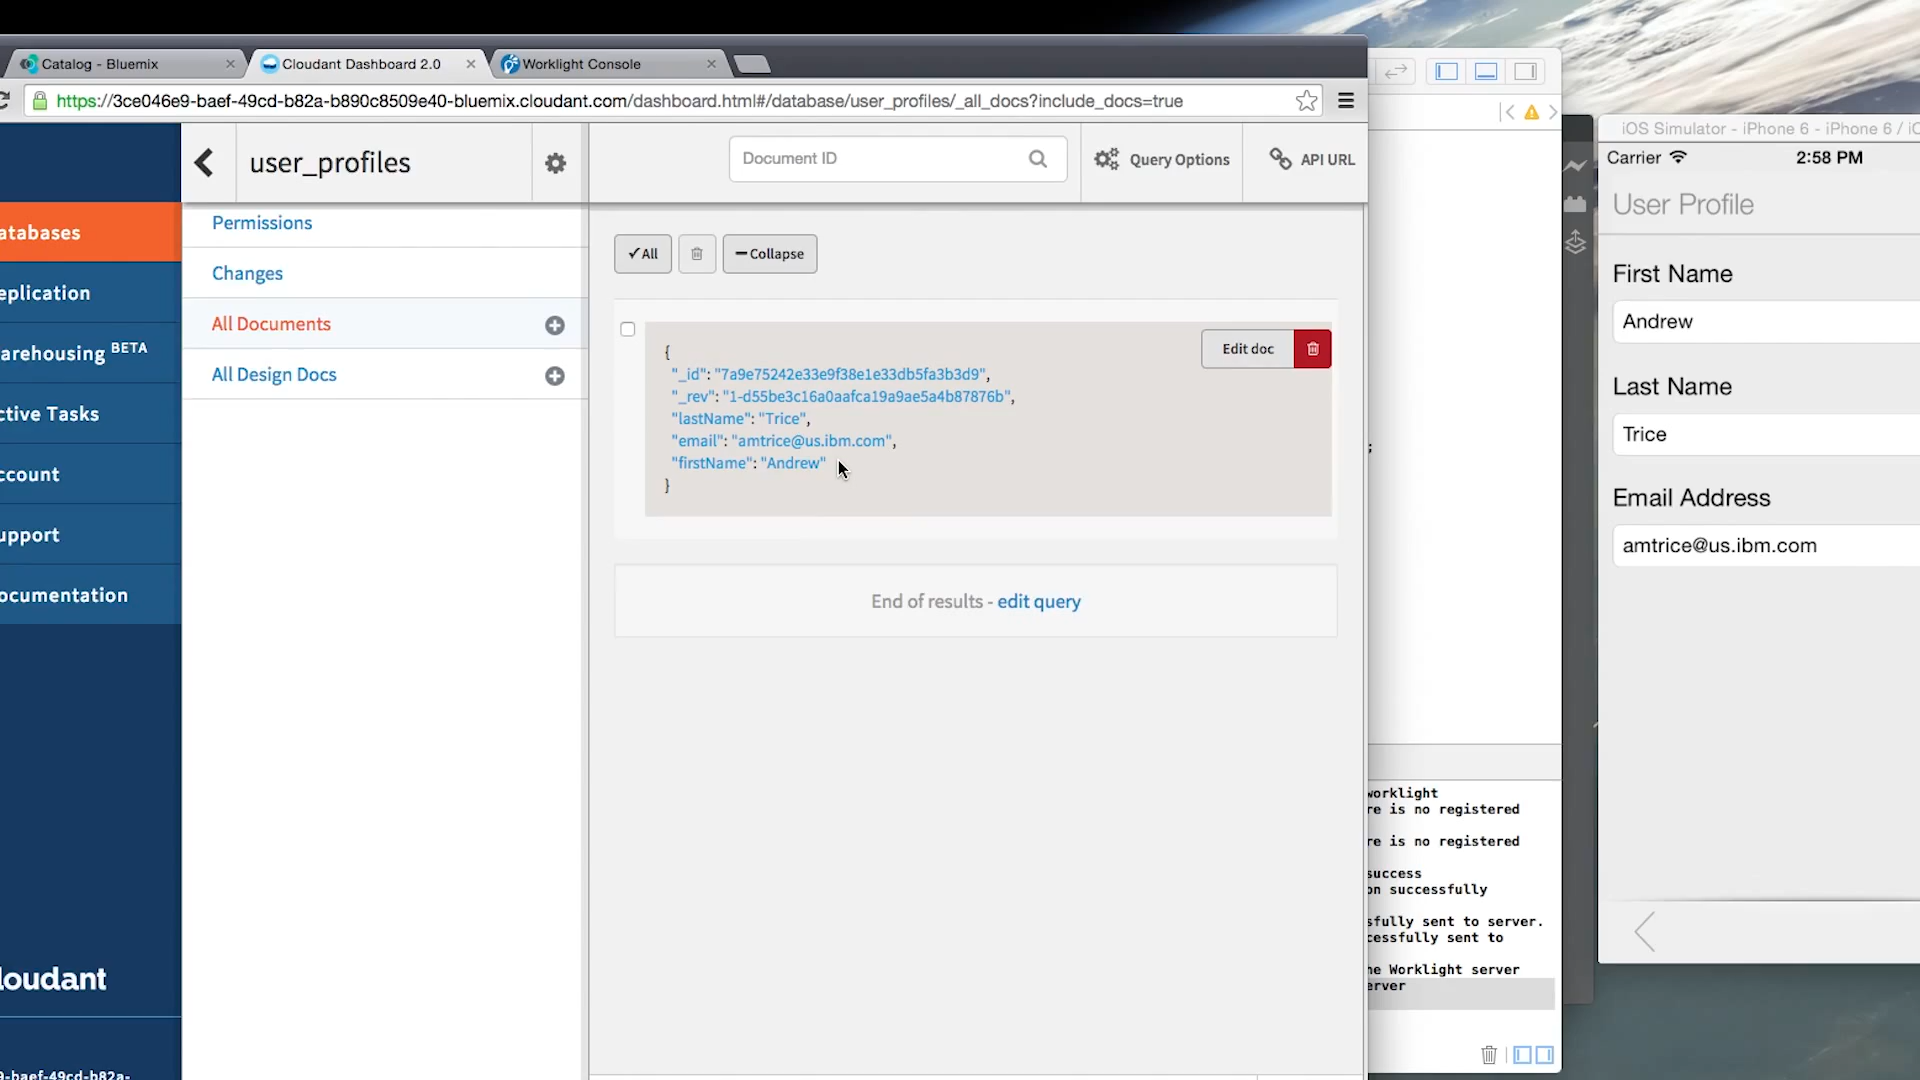 Catalog - Bluemix
Cloudant Dashboard 2.0
Worklight Console
https://3ce046e9-baef-49cd-b82a-b890c8509e40-bluemix.cloudant.com/dashboard.html#/database/user_profiles/_all_docs?include_docs=true
atabases
eplication
arehousing BETA
ctive Tasks
ccount
upport
ocumentation
loudant
9-baef-49cd-b82a-
user_profiles
Permissions
Changes
All Documents
All Design Docs
Document ID
Query Options
API URL
✓All
Collapse
Edit doc
{
"_id": "7a9e75242e33e9f38e1e33db5fa3b3d9",
"_rev": "1-d55be3c16a0aafca19a9ae5a4b87876b",
"lastName": "Trice",
"email": "amtrice@us.ibm.com",
"firstName": "Andrew"
}
End of results - edit query
;
worklight
re is no registered
re is no registered
success
on successfully
sfully sent to server.
cessfully sent to
he Worklight server
erver
iOS Simulator - iPhone 6 - iPhone 6 / iO
Carrier
2:58 PM
User Profile
First Name
Andrew
Last Name
Trice
Email Address
amtrice@us.ibm.com